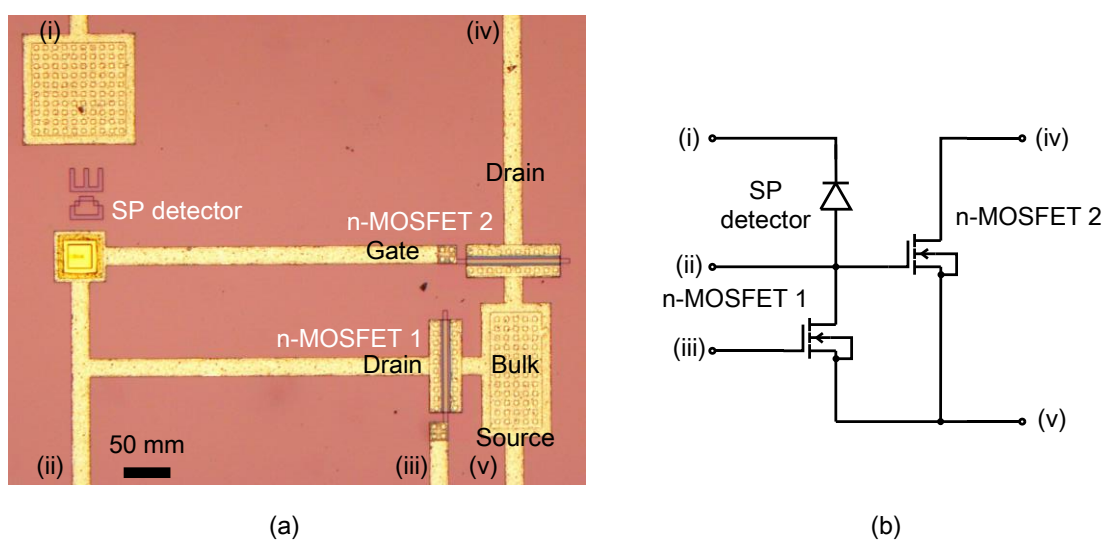 (i)
(iv)
Drain
SP detector
n-MOSFET 2
Gate
n-MOSFET 1
Drain
Bulk
50 mm
Source
(ii)
(iii)
(v)
(a)
(i)
(iv)
SP
detector
n-MOSFET 2
(ii)
n-MOSFET 1
(iii)
(v)
(b)